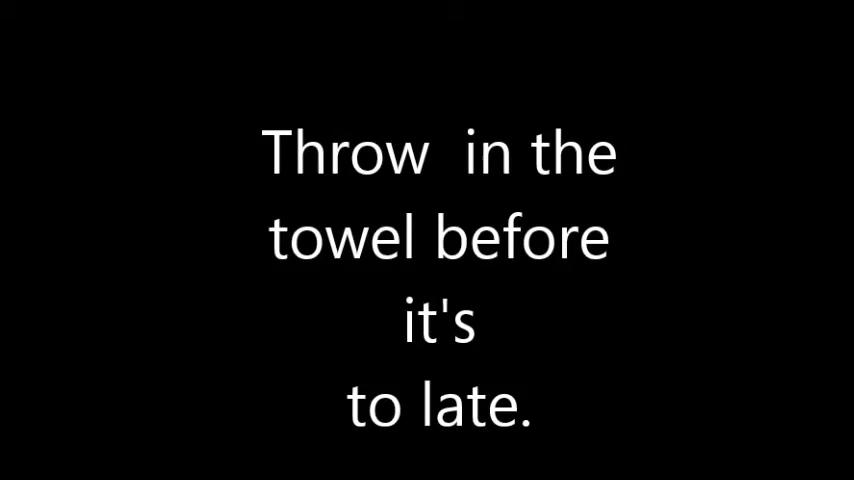 Throw  in the
towel before
it's
to late.